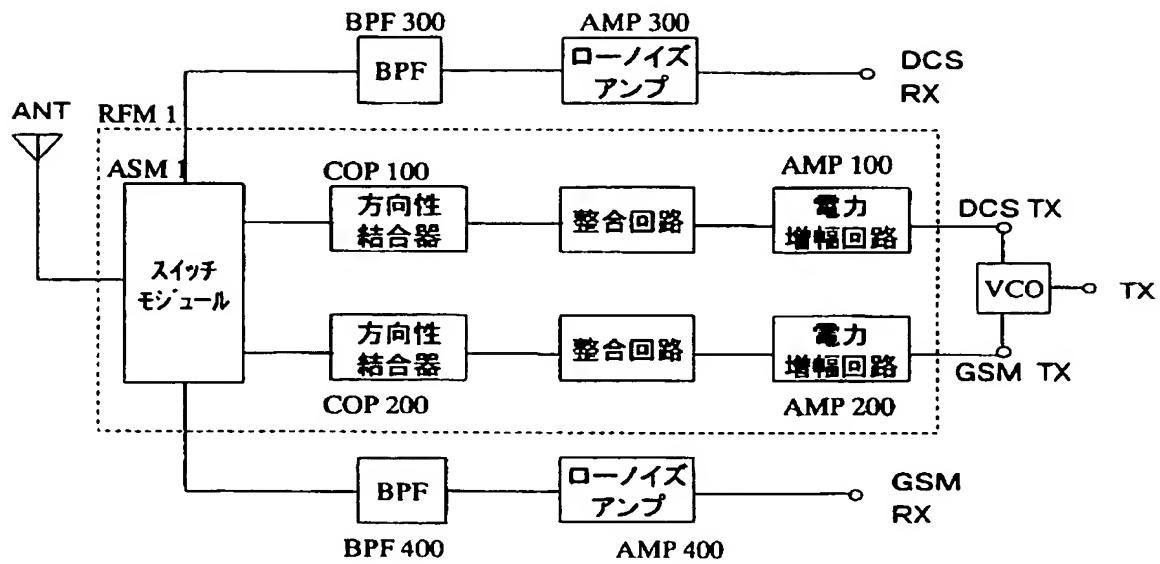 BPF 300
AMP 300
BPF
ローノイズ
アンプ
DCS
RX
ANT
RFM 1
ASM 1
COP 100
AMP 100
方向性
結合器
整合回路
電力
増幅回路
DCS TX
スイッチ
モジュール
VCO
TX
方向性
結合器
整合回路
電力
増幅回路
GSM TX
COP 200
AMP 200
BPF
ローノイズ
アンプ
GSM
RX
BPF 400
AMP 400